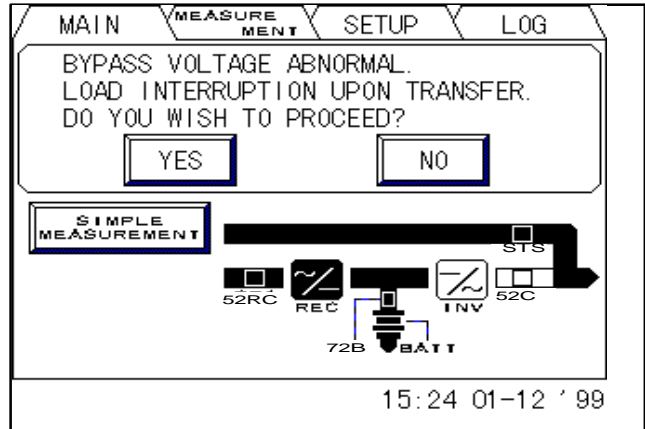 MAIN
MEASURE
MENT
SETUP
LOG
BYPASS VOLTAGE ABNORMAL.
LOAD INTERRUPTION UPON TRANSFER.
DO YOU WISH TO PROCEED?
YES
NO
SIMPLE
MEASUREMENT
STS
52RC
REC
INV
52C
72B
BATT
15:24 01-12 ' 99